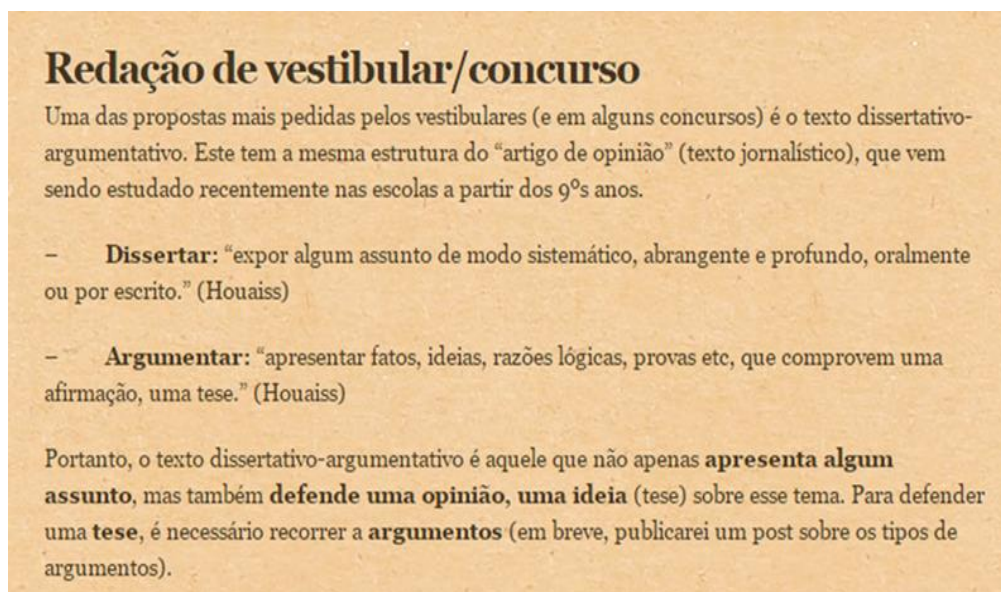 Redação de vestibular/concurso
Uma das propostas mais pedidas pelos vestibulares (e em alguns concursos) é o texto dissertativo-
argumentativo. Este tem a mesma estrutura do “artigo de opinião” (texto jornalístico), que vem
sendo estudado recentemente nas escolas a partir dos 9ºs anos.
– Dissertar: “expor algum assunto de modo sistemático, abrangente e profundo, oralmente
ou por escrito.” (Houaiss)
– Argumentar: “apresentar fatos, ideias, razões lógicas, provas etc, que comprovem uma
afirmação, uma tese.” (Houaiss)
Portanto, o texto dissertativo-argumentativo é aquele que não apenas apresenta algum
assunto, mas também defende uma opinião, uma ideia (tese) sobre esse tema. Para defender
uma tese, é necessário recorrer a argumentos (em breve, publicarei um post sobre os tipos de
argumentos).